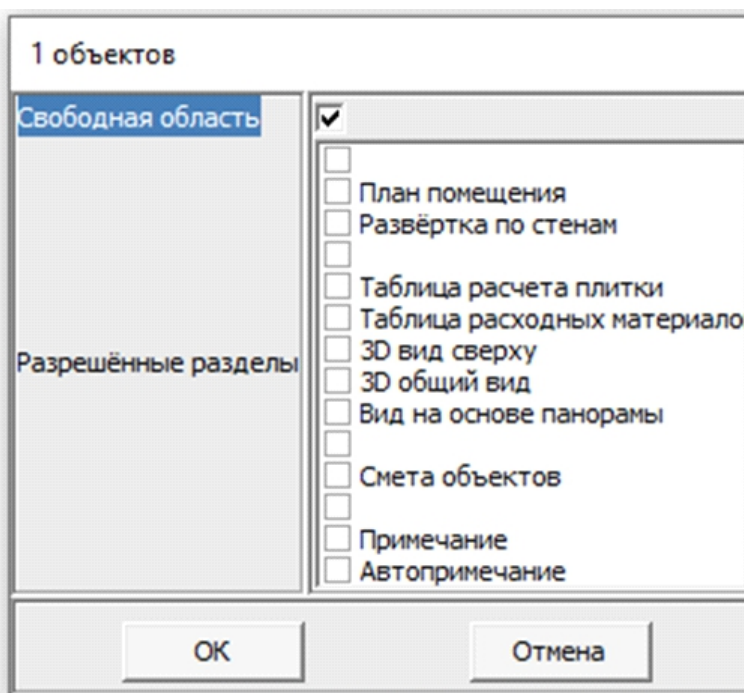 1 объектов
Свободная область
План помещения
Развёртка по стенам
Таблица расчета плитки
Таблица расходных материало
3D вид сверху
Разрешённые разделы
3D общий вид
Вид на основе панорамы
Смета объектов
Примечание
Автопримечание
ОК
Отмена